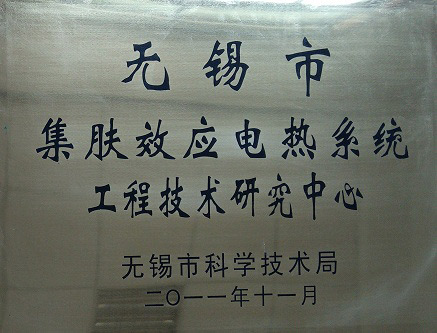 无锡市
集肤效应电热系统
工程技术研究中心
无锡市科学技术局
二〇一一年十一月